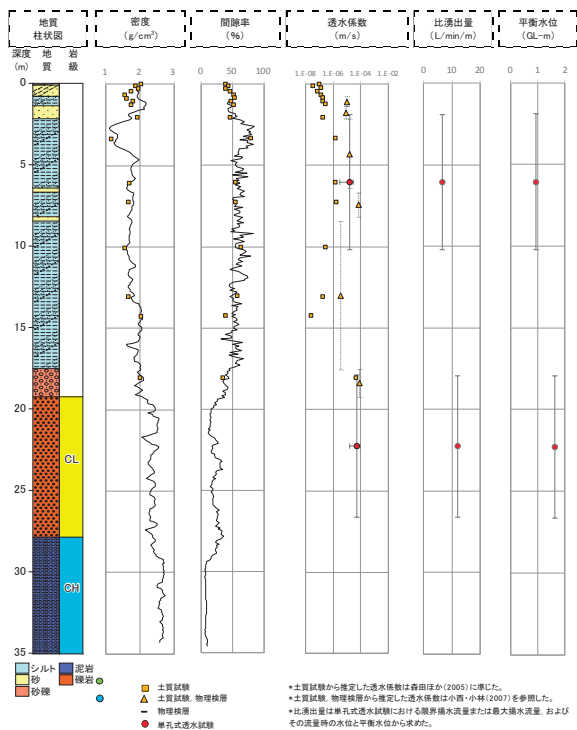 地質
柱状図
密度
(g/cm³)
間隙率
(%)
透水係数
(m/s)
比湧出量
(L/min/m)
平衡水位
(GL-m)
深度
(m)
地
質
岩
級
1 2 3
0 50 100
1.E-08 1.E-06 1.E-04 1.E-02
0 10 20
0 1 2
0
5
10
15
20
25
30
35
CL
CH
シルト
砂
砂礫
泥岩
礫岩
土質試験
土質試験, 物理検層
物理検層
単孔式透水試験
*土質試験から推定した透水係数は森田ほか(2005)に準じた。
*土質試験, 物理検層から推定した透水係数は小西・小林(2007)を参照した。
*比湧出量は単孔式透水試験における限界揚水流量または最大揚水流量, および
その流量時の水位と平衡水位から求めた。